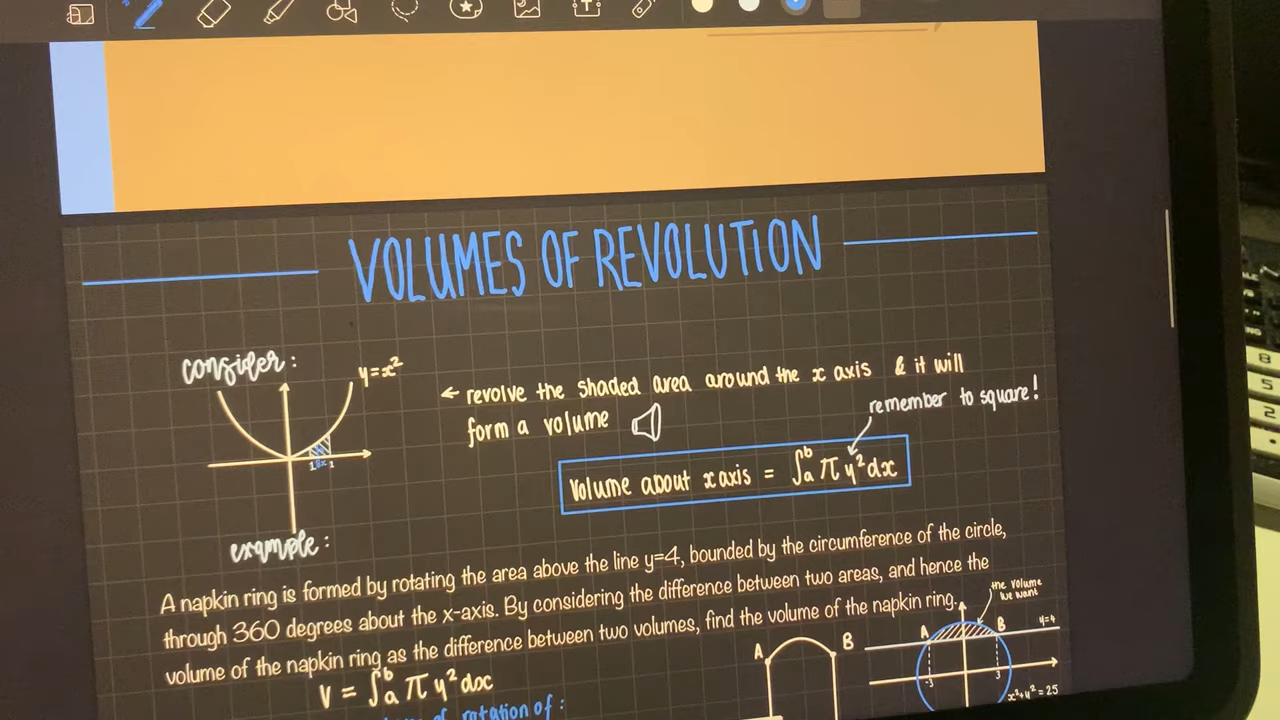 VOLUMES OF REVOLUTION
consider:
y=x²
← revolve the shaded area around the x axis & it will
form a volume
remember to square!
Volume about x axis = ∫ₐᵇ π y² dx
example:
A napkin ring is formed by rotating the area above the line y=4, bounded by the circumference of the circle,
through 360 degrees about the x-axis. By considering the difference between two areas, and hence the
volume of the napkin ring as the difference between two volumes, find the volume of the napkin ring.
the volume
we want
A B
A B y=4
-3 3
V = ∫ₐᵇ π y² dx
x²+y²=25
of rotation of: